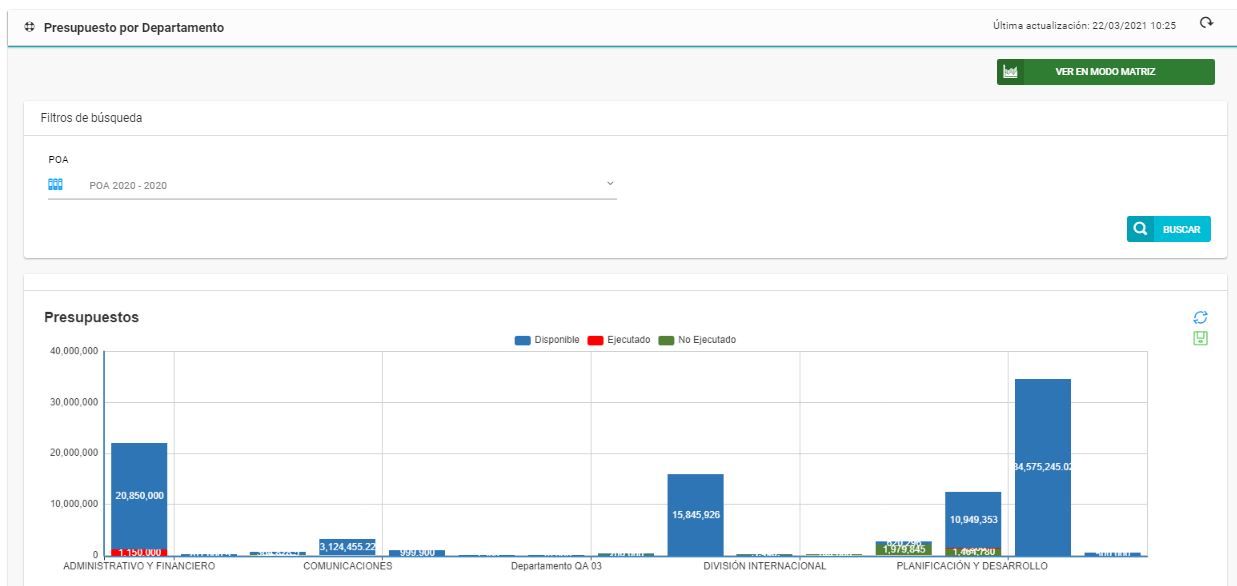 Presupuesto por Departamento
Última actualización: 22/03/2021 10:25
VER EN MODO MATRIZ
Filtros de búsqueda
POA
POA 2020 - 2020
BUSCAR
Presupuestos
Disponible Ejecutado No Ejecutado
40,000,000
30,000,000
20,000,000
10,000,000
0
20,850,000
1,150,000
3,124,455.22
999,900
15,845,926
620,296
1,979,845
10,949,353
1,464,780
34,575,245.02
ADMINISTRATIVO Y FINANCIERO
COMUNICACIONES
Departamento QA 03
DIVISIÓN INTERNACIONAL
PLANIFICACIÓN Y DESARROLLO